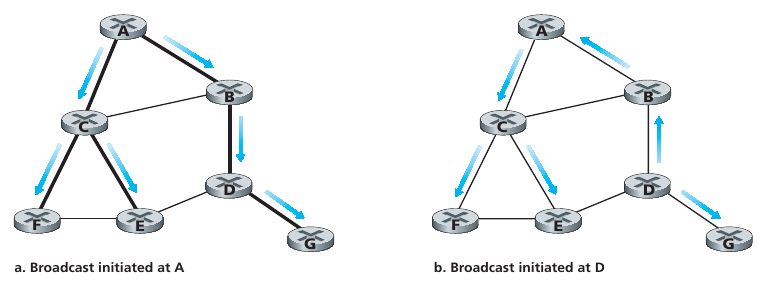 A
B
C
D
F
E
G
a. Broadcast initiated at A
A
B
C
D
F
E
G
b. Broadcast initiated at D